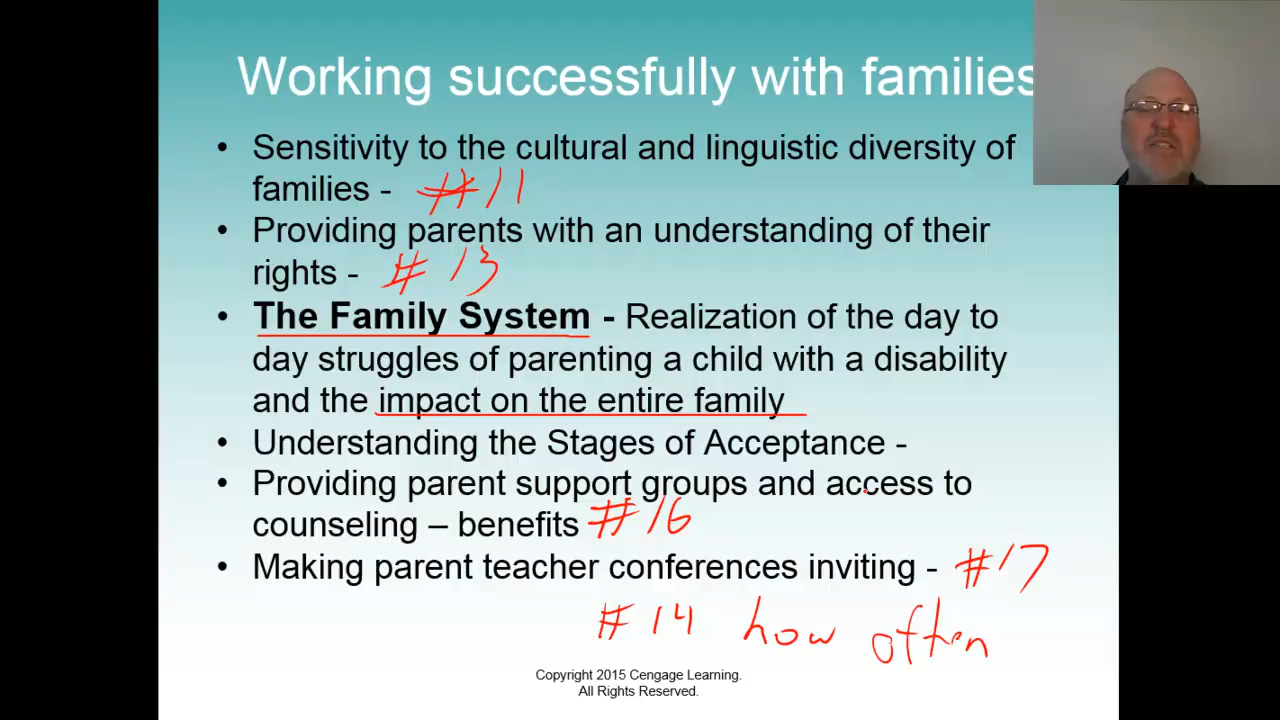 Working successfully with families
• Sensitivity to the cultural and linguistic diversity of
families - #11
• Providing parents with an understanding of their
rights - #13
• The Family System - Realization of the day to
day struggles of parenting a child with a disability
and the impact on the entire family
• Understanding the Stages of Acceptance -
• Providing parent support groups and access to
counseling – benefits #16
• Making parent teacher conferences inviting - #17
#14 how often
Copyright 2015 Cengage Learning.
All Rights Reserved.